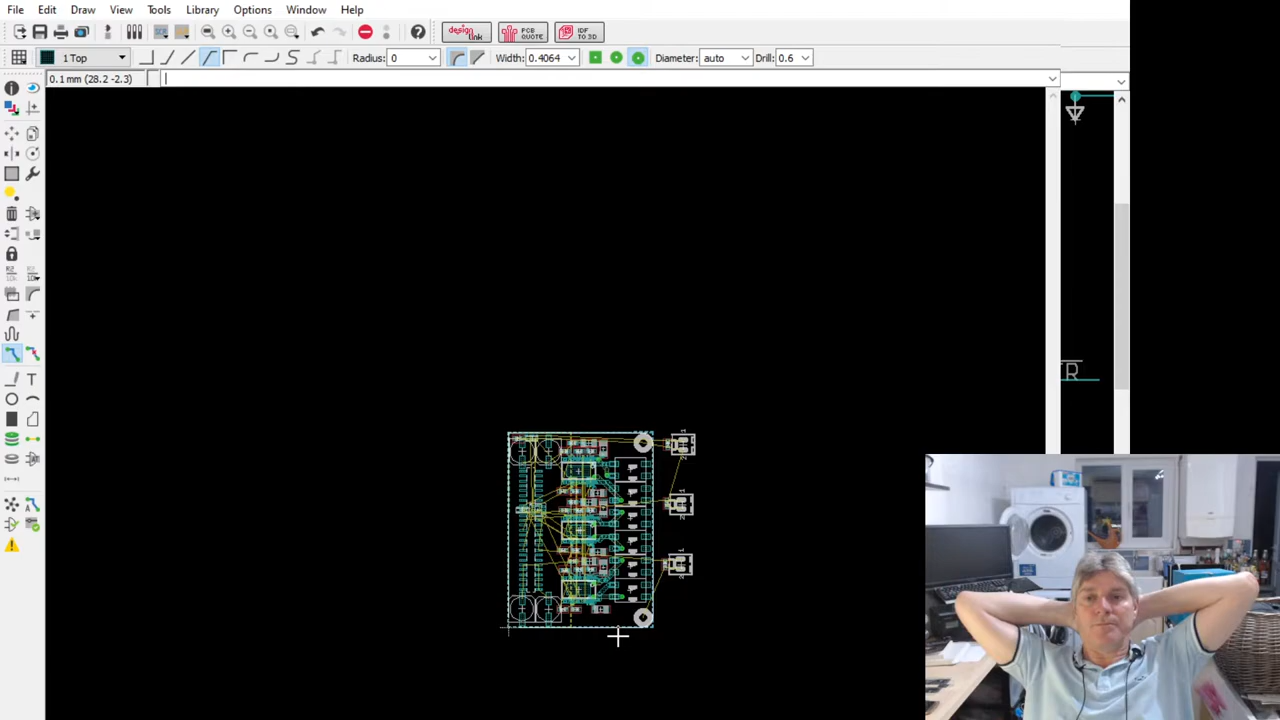 File Edit Draw View Tools Library Options Window Help
design link PCB QUOTE IDF TO 3D
1 Top Radius: 0 Width: 0.4064 Diameter: auto Drill: 0.6
0.1 mm (28.2 -2.3)
TR